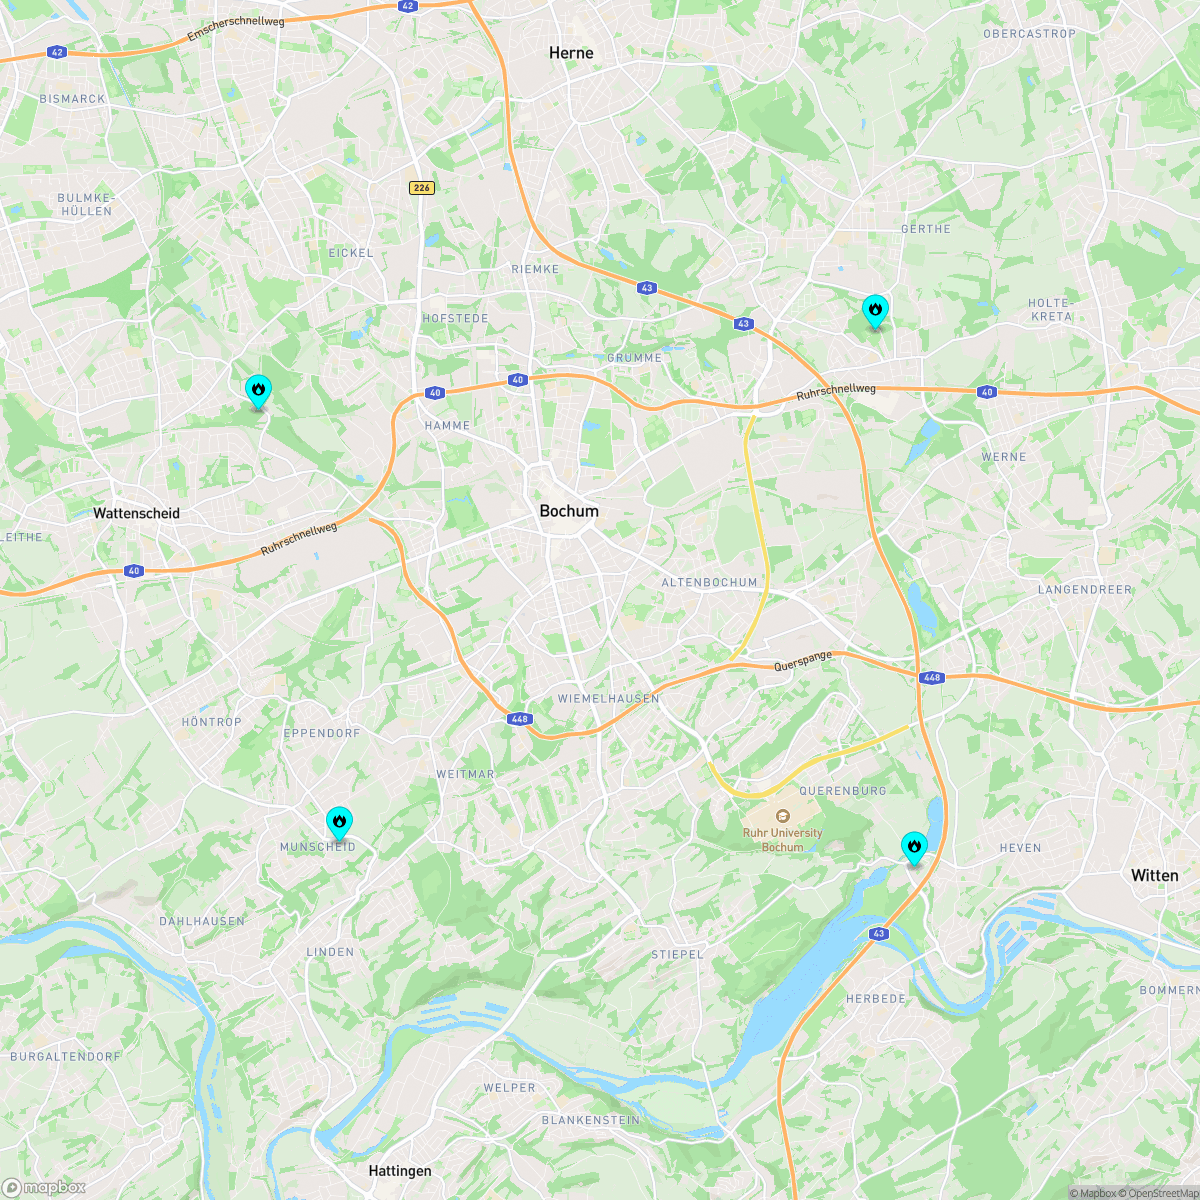 42
Emscherschnellweg
42
Herne
OBERCASTROP
BISMARCK
226
BULMKE-
HÜLLEN
EICKEL
GERTHE
RIEMKE
43
HOLTE-
KRETA
HOFSTEDE
43
GRUMME
40
40
Ruhrschnellweg
40
HAMME
WERNE
Wattenscheid
Bochum
LEITHE
Ruhrschnellweg
40
ALTENBOCHUM
LANGENDREER
Querspange
448
WIEMELHAUSEN
HÖNTROP
448
EPPENDORF
WEITMAR
QUERENBURG
Ruhr University
Bochum
MUNSCHEID
HEVEN
Witten
DAHLHAUSEN
43
LINDEN
STIEPEL
BOMMERN
HERBEDE
BURGALTENDORF
WELPER
BLANKENSTEIN
Hattingen
mapbox
© Mapbox © OpenStreetMap